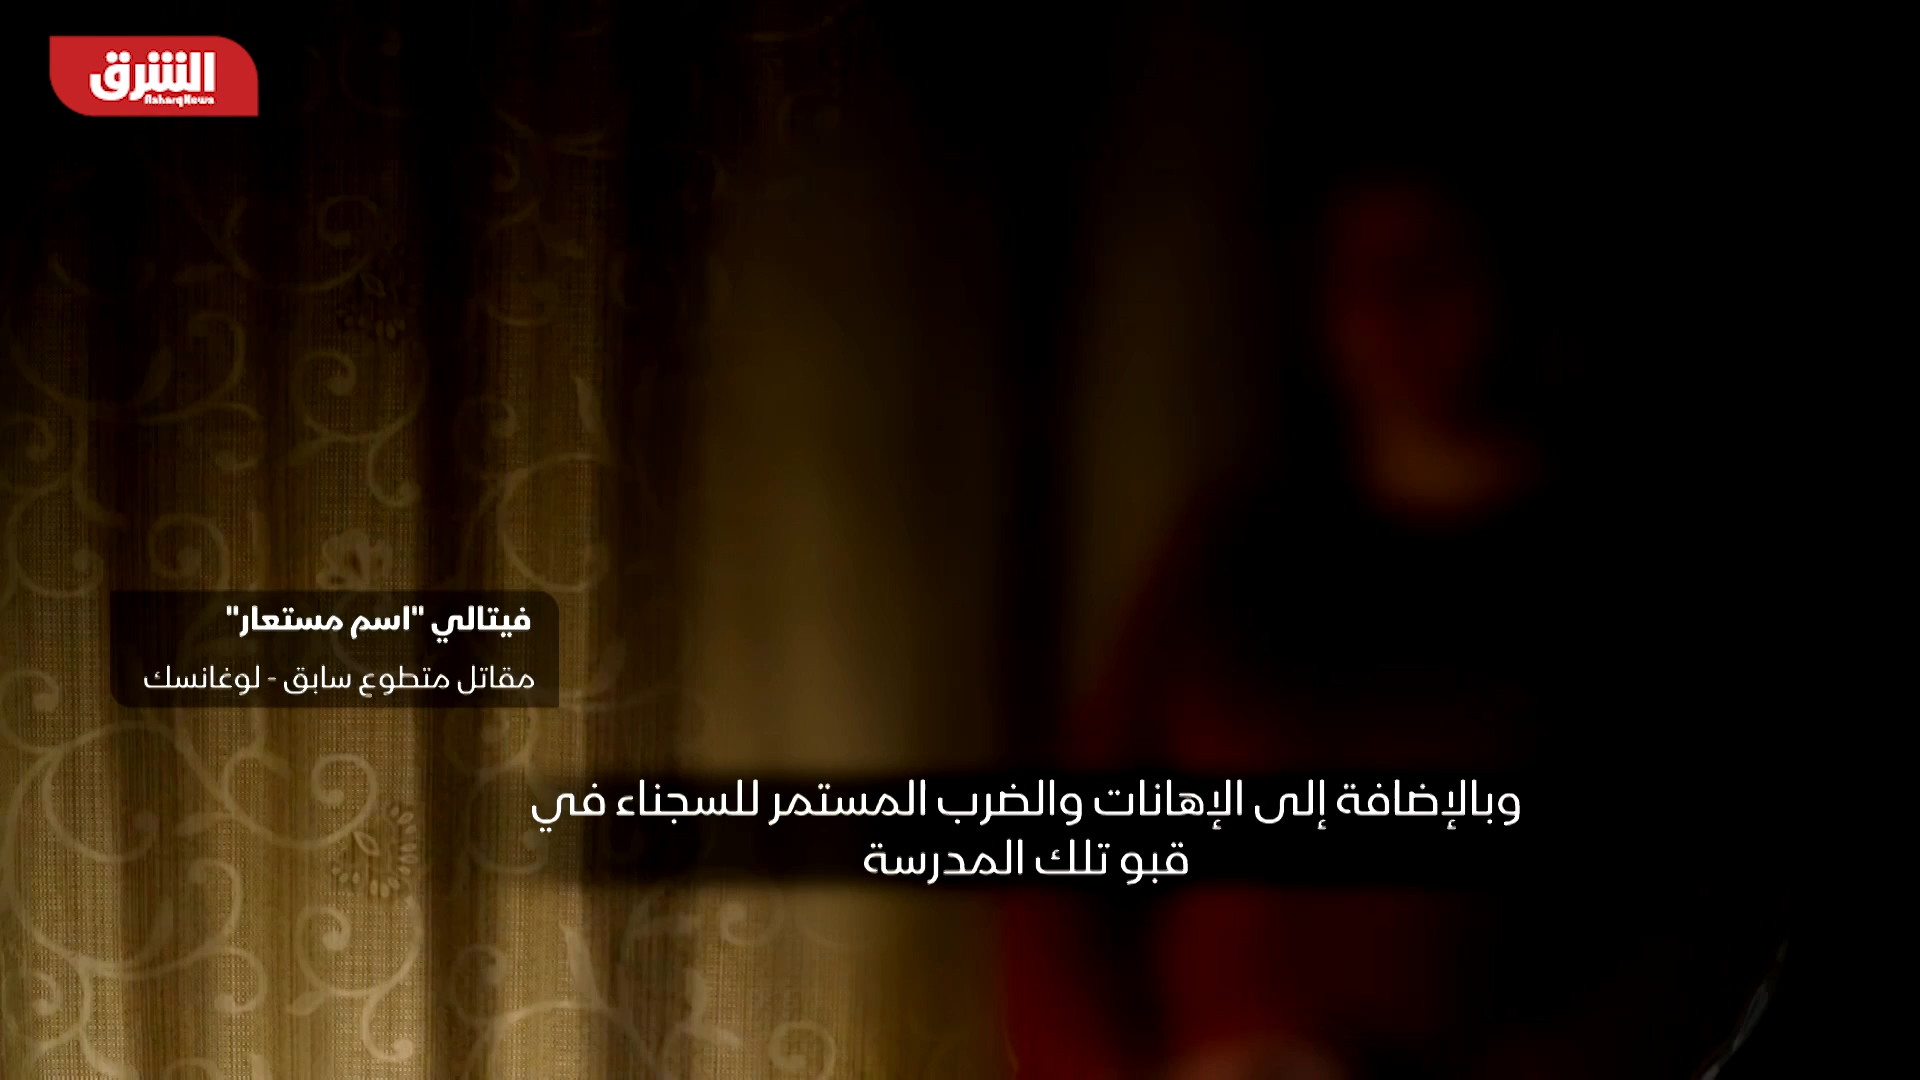 الشرق
Asharq News
فيتالي "اسم مستعار"
مقاتل متطوع سابق - لوغانسك
وبالإضافة إلى الإهانات والضرب المستمر للسجناء في
قبو تلك المدرسة